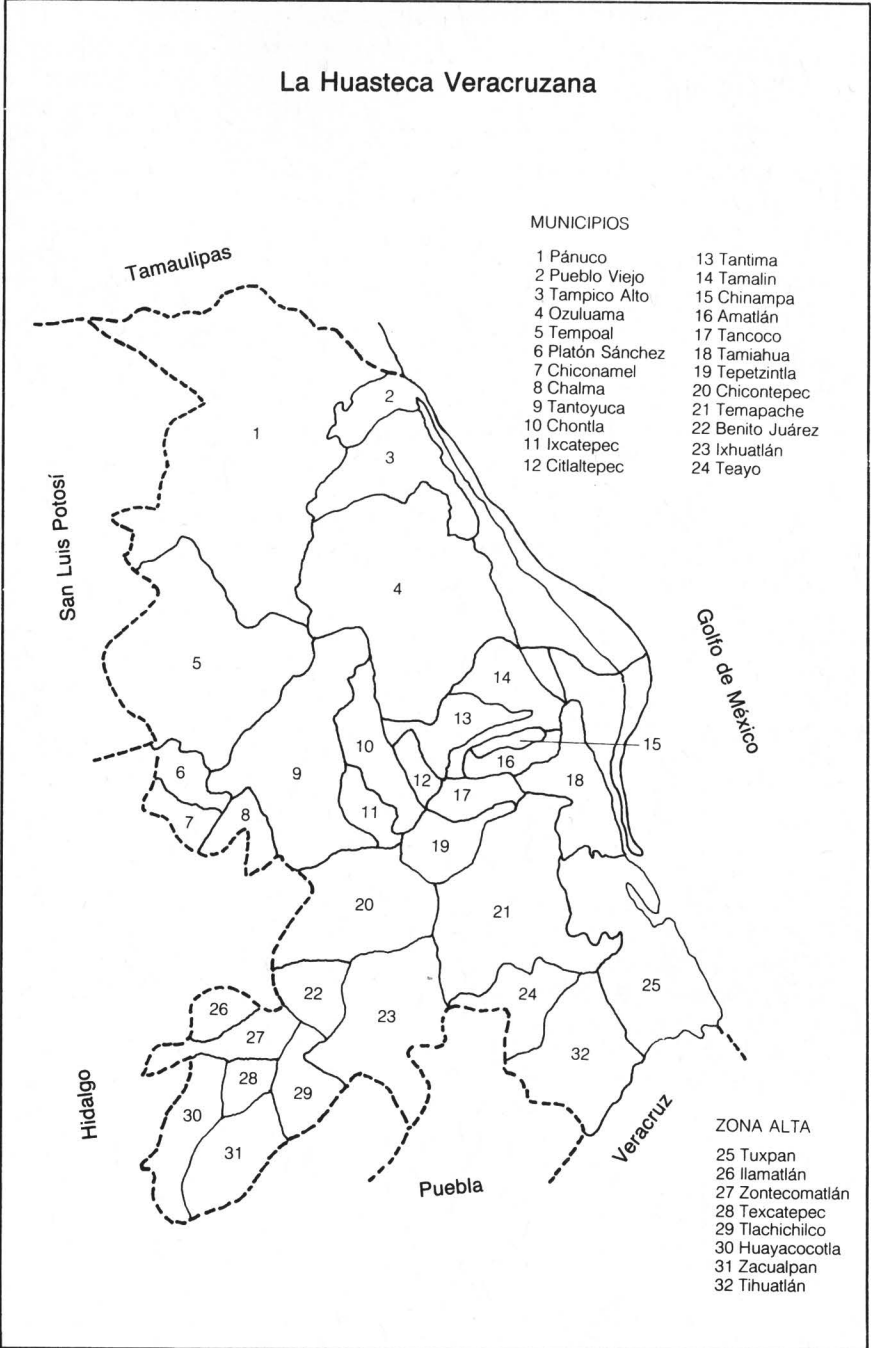 La Huasteca Veracruzana
MUNICIPIOS
1 Pánuco
2 Pueblo Viejo
3 Tampico Alto
4 Ozuluama
5 Tempoal
6 Platón Sánchez
7 Chiconamel
8 Chalma
9 Tantoyuca
10 Chontla
11 Ixcatepec
12 Citlaltepec
13 Tantima
14 Tamalin
15 Chinampa
16 Amatlán
17 Tancoco
18 Tamiahua
19 Tepetzintla
20 Chicontepec
21 Temapache
22 Benito Juárez
23 Ixhuatlán
24 Teayo
Tamaulipas
San Luis Potosí
Golfo de México
Hidalgo
Puebla
Veracruz
2
1
3
4
5
14
13
15
10
16
6
9
12
18
17
7
8
11
19
20
21
22
24
25
26
23
27
32
28
29
30
31
ZONA ALTA
25 Tuxpan
26 Ilamatlán
27 Zontecomatlán
28 Texcatepec
29 Tlachichilco
30 Huayacocotla
31 Zacualpan
32 Tihuatlán